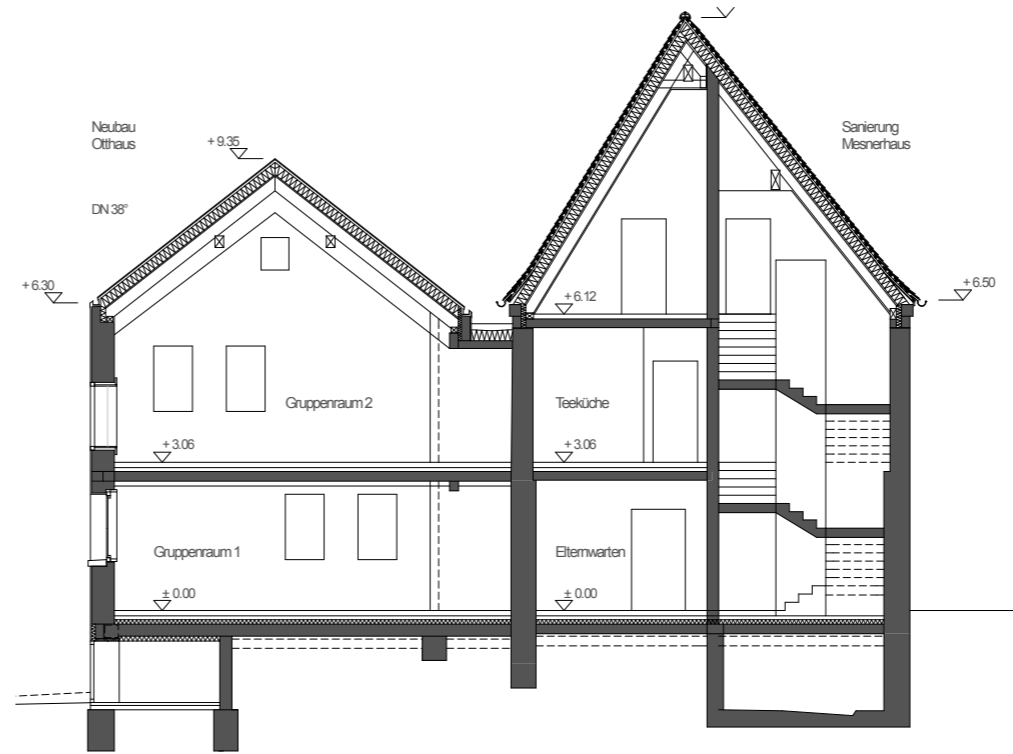 Neubau
Otthaus
+ 9.35
Sanierung
Mesnerhaus
DN 38°
+ 6.30
+ 6.12
+ 6.50
Gruppenraum 2
Teeküche
+ 3.06
+ 3.06
Gruppenraum 1
Elternwarten
± 0.00
± 0.00